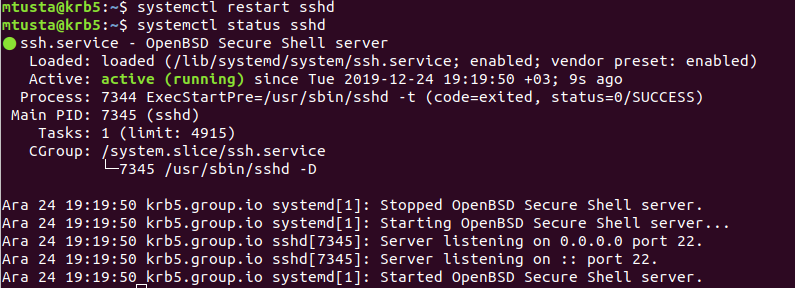 mtusta@krb5:~$ systemctl restart sshd
mtusta@krb5:~$ systemctl status sshd
● ssh.service - OpenBSD Secure Shell server
   Loaded: loaded (/lib/systemd/system/ssh.service; enabled; vendor preset: enabled)
   Active: active (running) since Tue 2019-12-24 19:19:50 +03; 9s ago
  Process: 7344 ExecStartPre=/usr/sbin/sshd -t (code=exited, status=0/SUCCESS)
 Main PID: 7345 (sshd)
    Tasks: 1 (limit: 4915)
   CGroup: /system.slice/ssh.service
           └─7345 /usr/sbin/sshd -D
Ara 24 19:19:50 krb5.group.io systemd[1]: Stopped OpenBSD Secure Shell server.
Ara 24 19:19:50 krb5.group.io systemd[1]: Starting OpenBSD Secure Shell server...
Ara 24 19:19:50 krb5.group.io sshd[7345]: Server listening on 0.0.0.0 port 22.
Ara 24 19:19:50 krb5.group.io sshd[7345]: Server listening on :: port 22.
Ara 24 19:19:50 krb5.group.io systemd[1]: Started OpenBSD Secure Shell server.